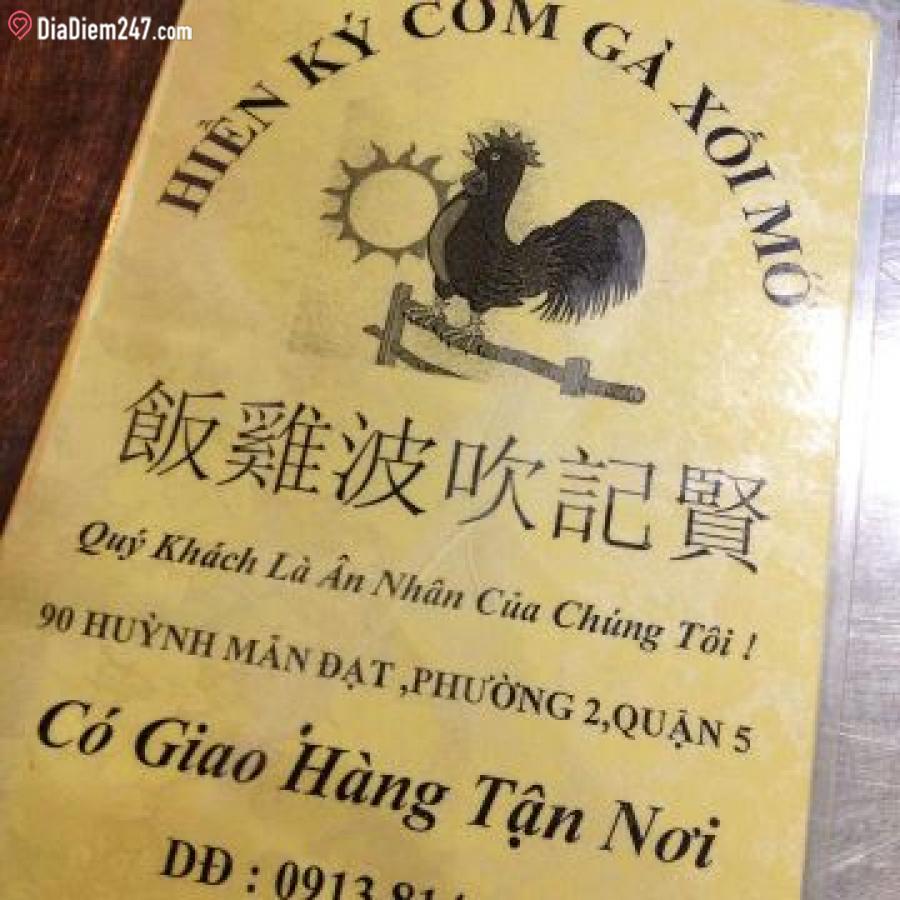 DiaDiem247.com
HIỀN KÝ CƠM GÀ XỐI MỠ
飯雞波吹記賢
Quý Khách Là Ân Nhân Của Chúng Tôi !
90 HUỲNH MẪN ĐẠT ,PHƯỜNG 2,QUẬN 5
Có Giao Hàng Tận Nơi
DĐ : 0913